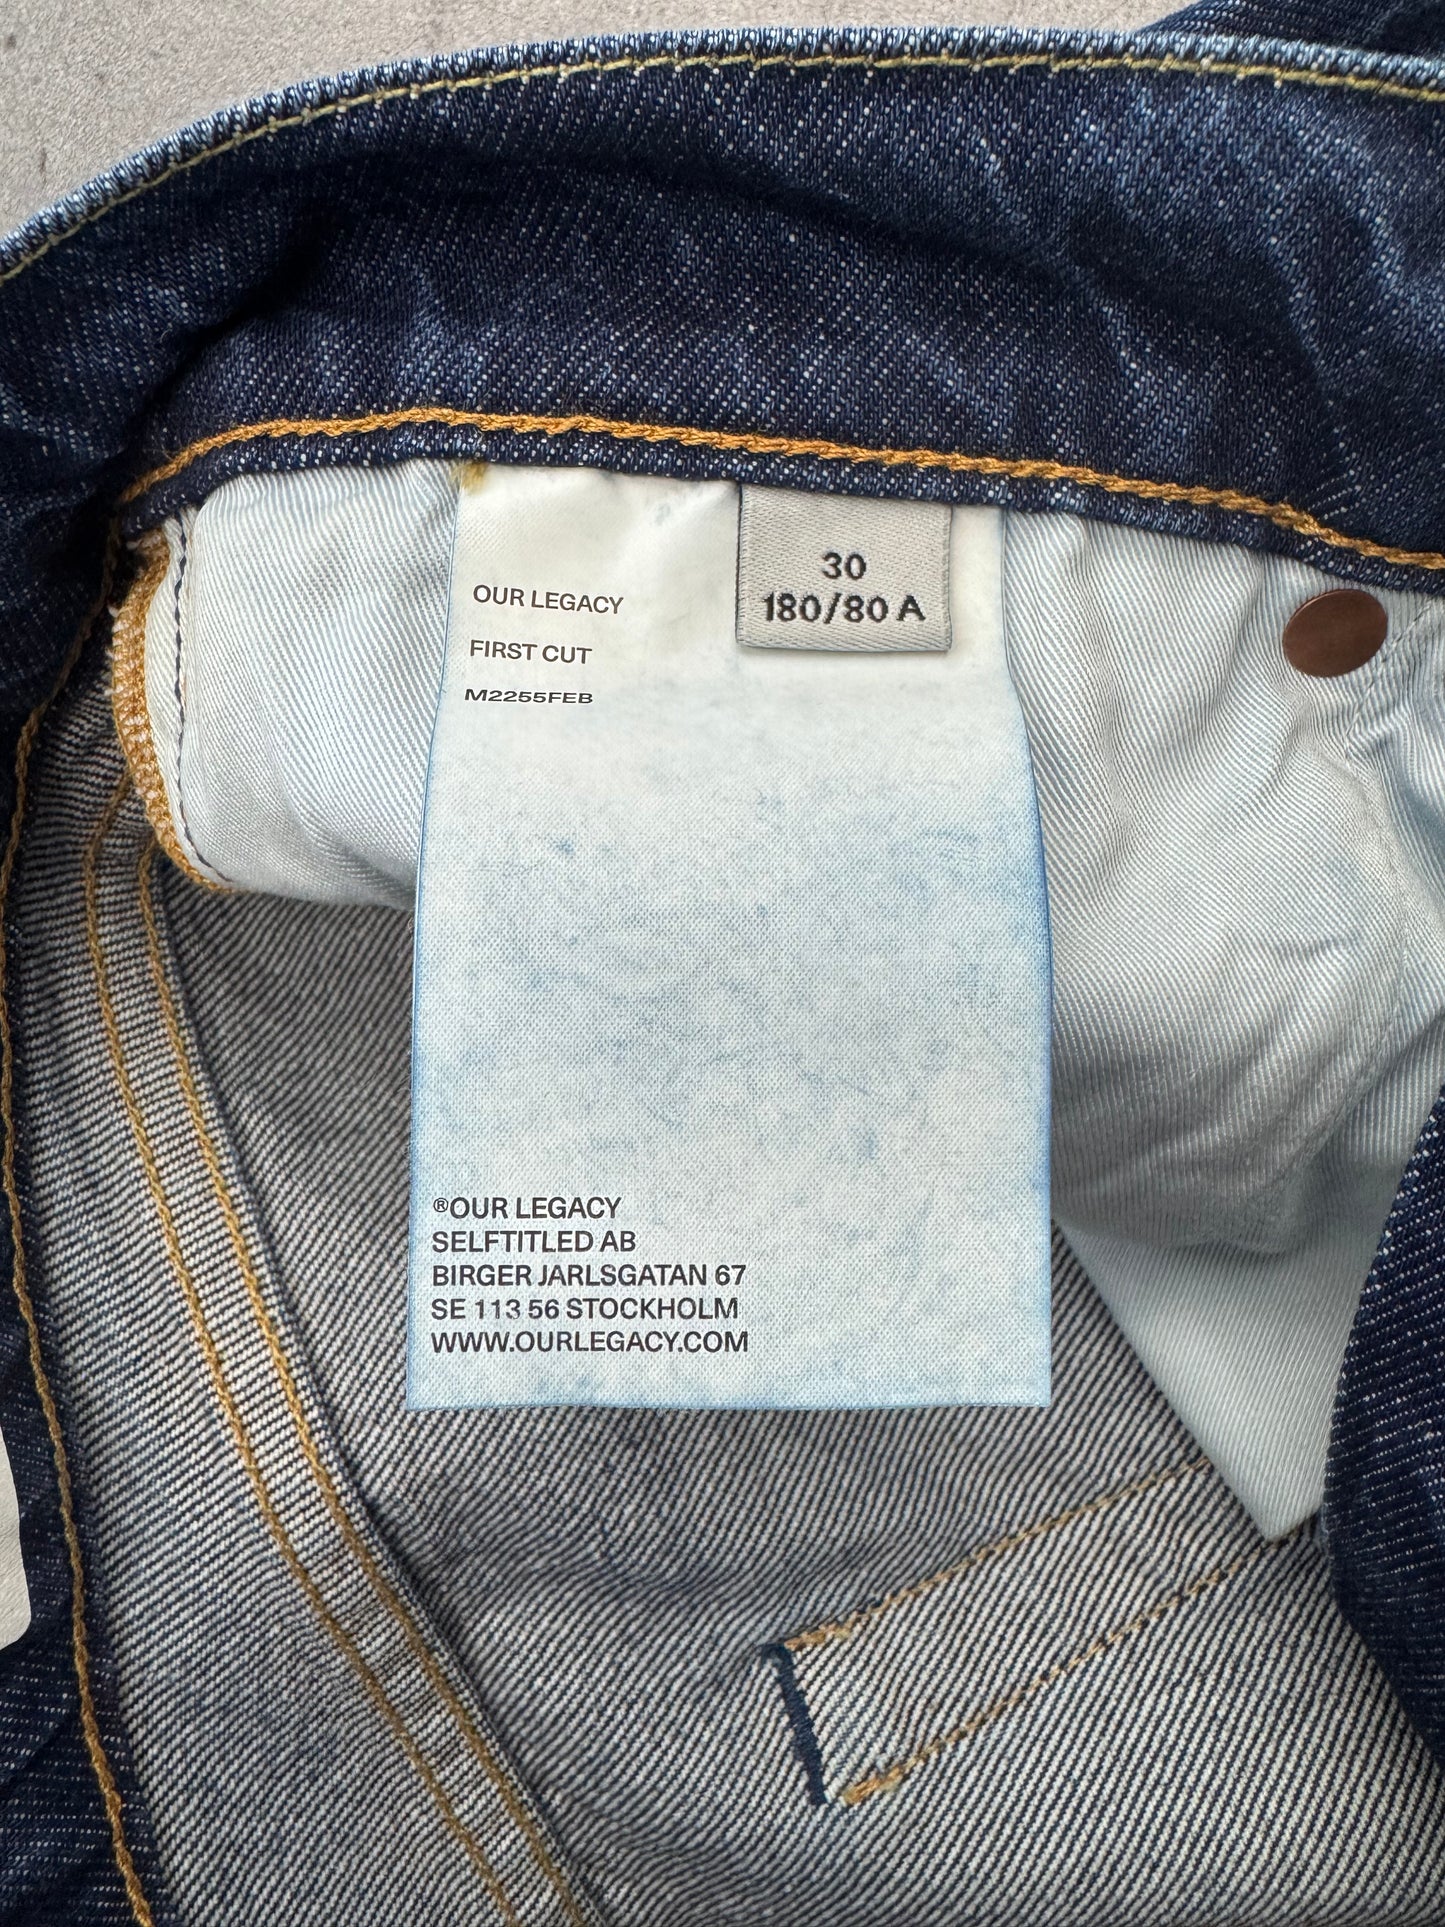 30
180/80 A
OUR LEGACY
FIRST CUT
M2255FEB
®OUR LEGACY
SELFTITLED AB
BIRGER JARLSGATAN 67
SE 113 56 STOCKHOLM
WWW.OURLEGACY.COM